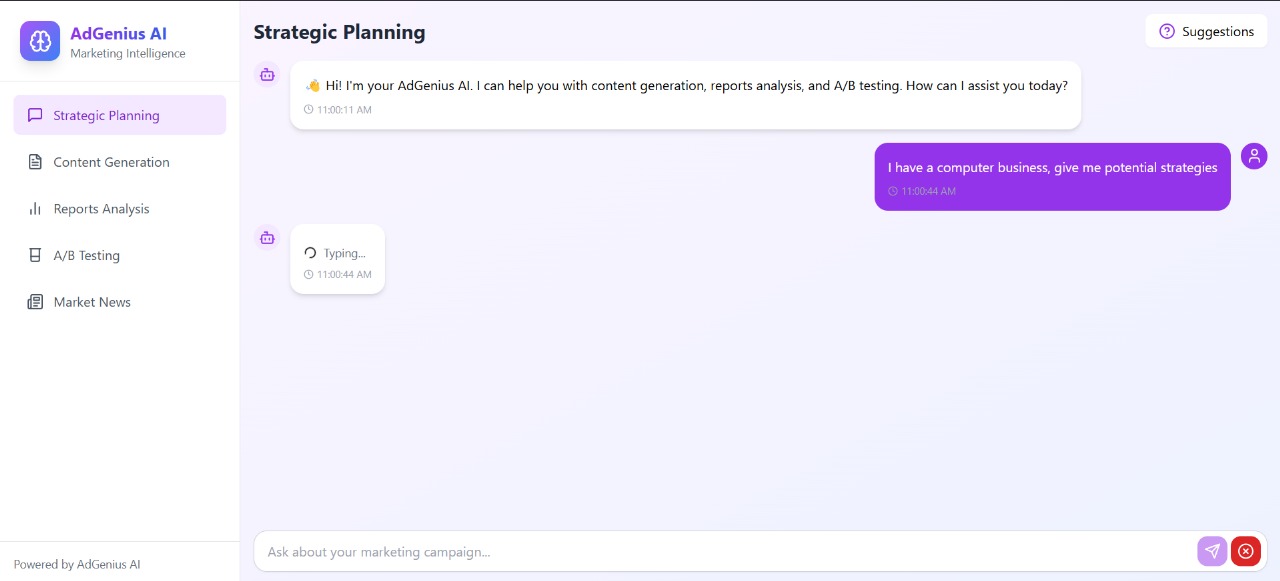 AdGenius AI
Marketing Intelligence
Strategic Planning
Content Generation
Reports Analysis
A/B Testing
Market News
Powered by AdGenius AI
Strategic Planning
Suggestions
👋 Hi! I'm your AdGenius AI. I can help you with content generation, reports analysis, and A/B testing. How can I assist you today?
11:00:11 AM
I have a computer business, give me potential strategies
11:00:44 AM
Typing...
11:00:44 AM
Ask about your marketing campaign...